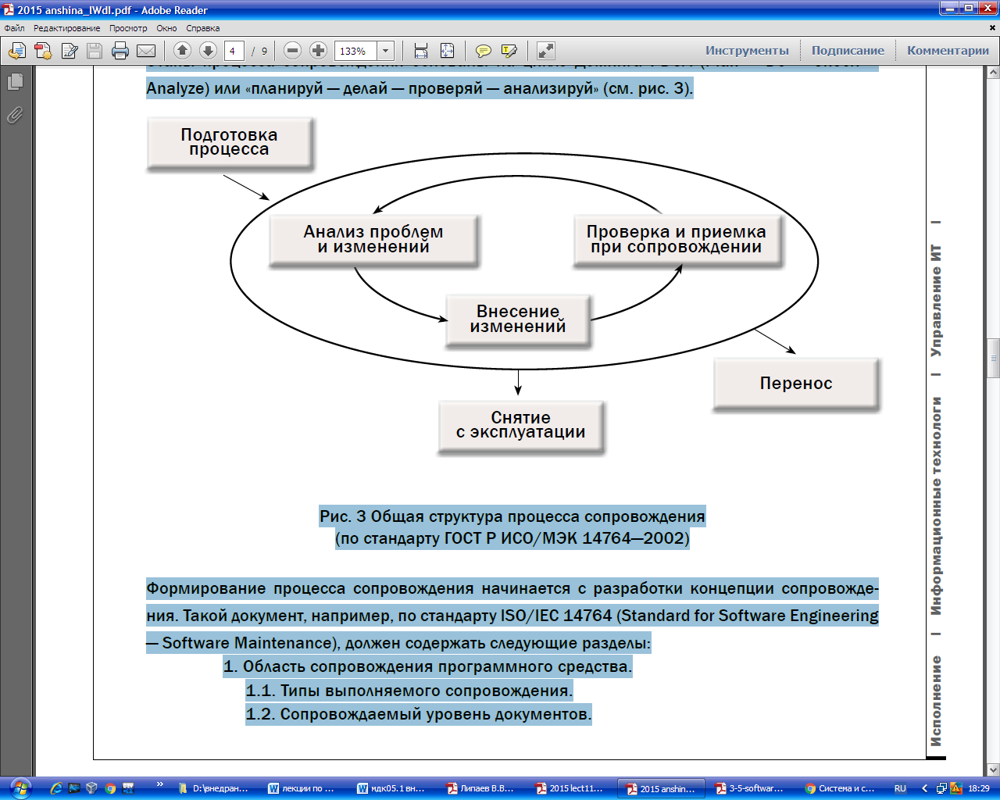 2015 anshina_IWdI.pdf - Adobe Reader
Файл Редактирование Просмотр Окно Справка
4 / 9 133% Инструменты Подписание Комментарии
Analyze) или «планируй — делай — проверяй — анализируй» (см. рис. 3).
Подготовка
процесса
Анализ проблем
и изменений
Проверка и приемка
при сопровождении
Внесение
изменений
Перенос
Снятие
с эксплуатации
Рис. 3 Общая структура процесса сопровождения
(по стандарту ГОСТ Р ИСО/МЭК 14764—2002)
Формирование процесса сопровождения начинается с разработки концепции сопровожде-
ния. Такой документ, например, по стандарту ISO/IEC 14764 (Standard for Software Engineering
— Software Maintenance), должен содержать следующие разделы:
1. Область сопровождения программного средства.
1.1. Типы выполняемого сопровождения.
1.2. Сопровождаемый уровень документов.
Исполнение I Информационные технологи I Управление ИТ I
D:\внедран... лекции по ... мдк05.1 вн... Липаев В.В... 2015 lect11... 2015 anshin... 3-5-softwar... Система и с... RU 18:29